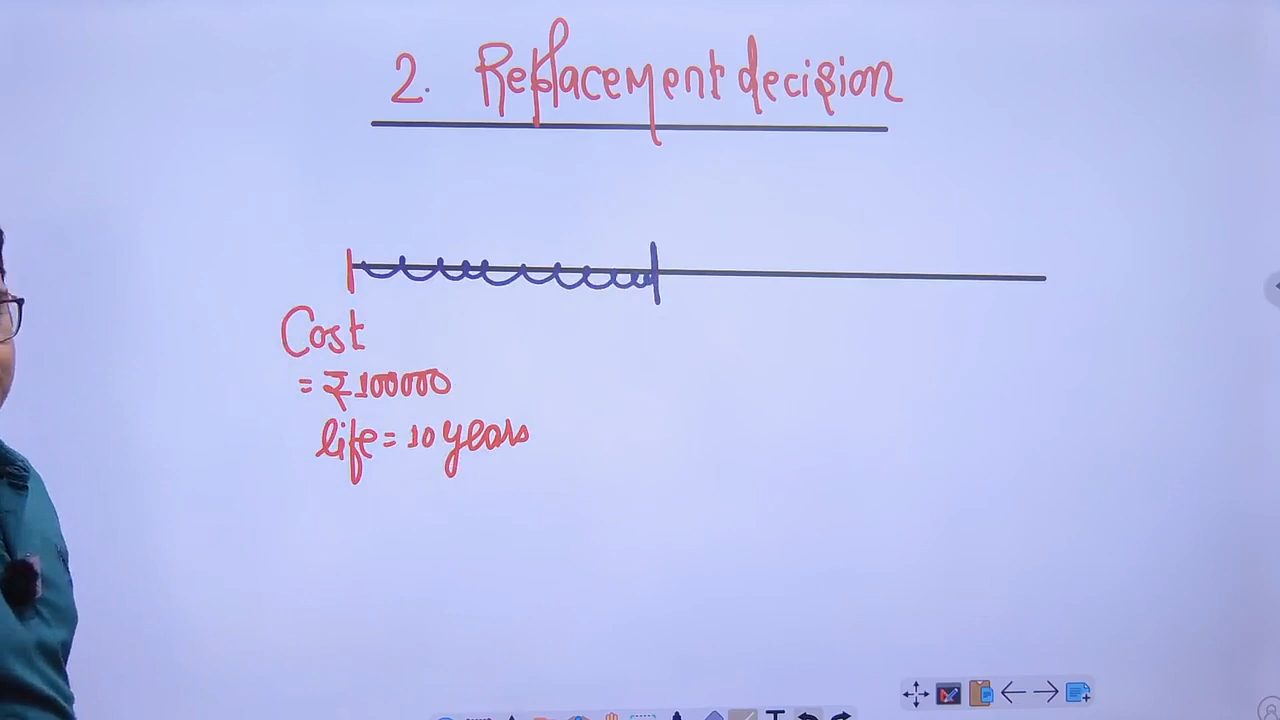 2. Replacement decision
Cost
= ₹100000
life = 10 years